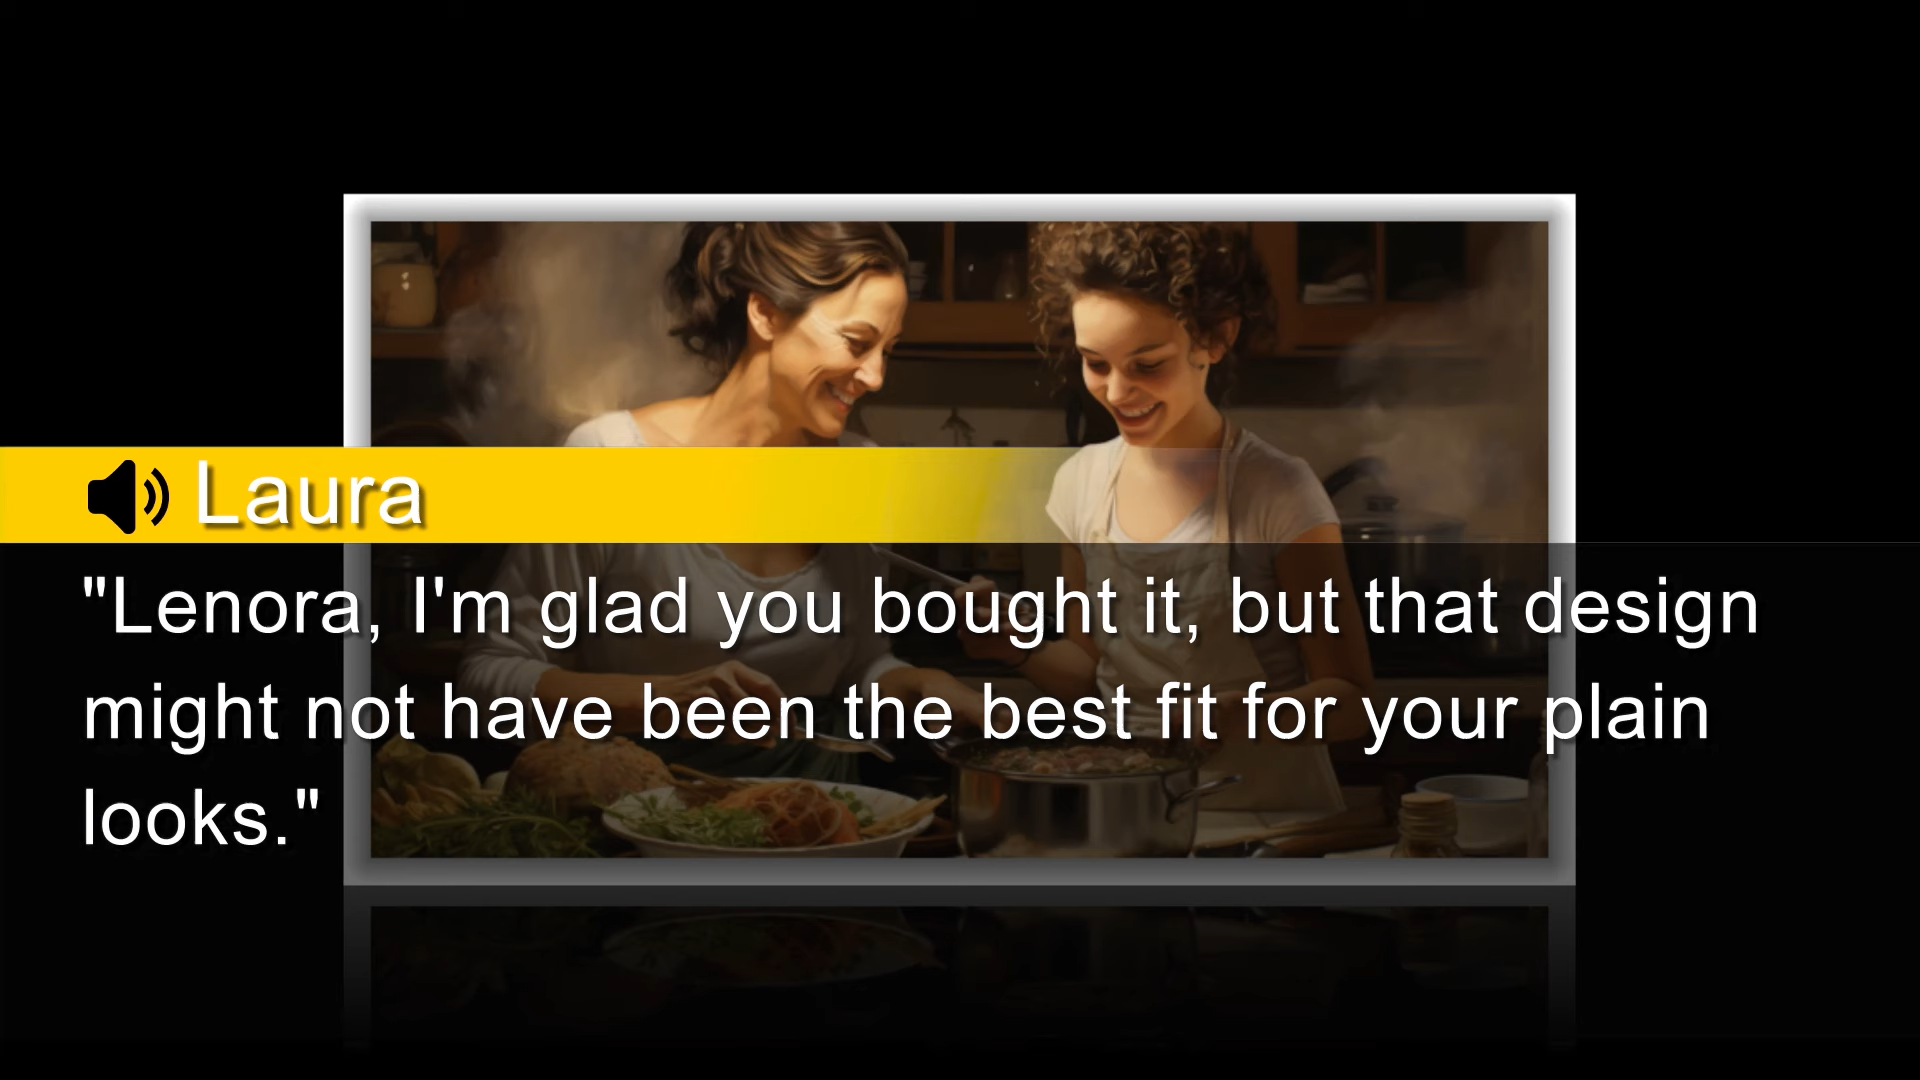 Laura
"Lenora, I'm glad you bought it, but that design
might not have been the best fit for your plain
looks."